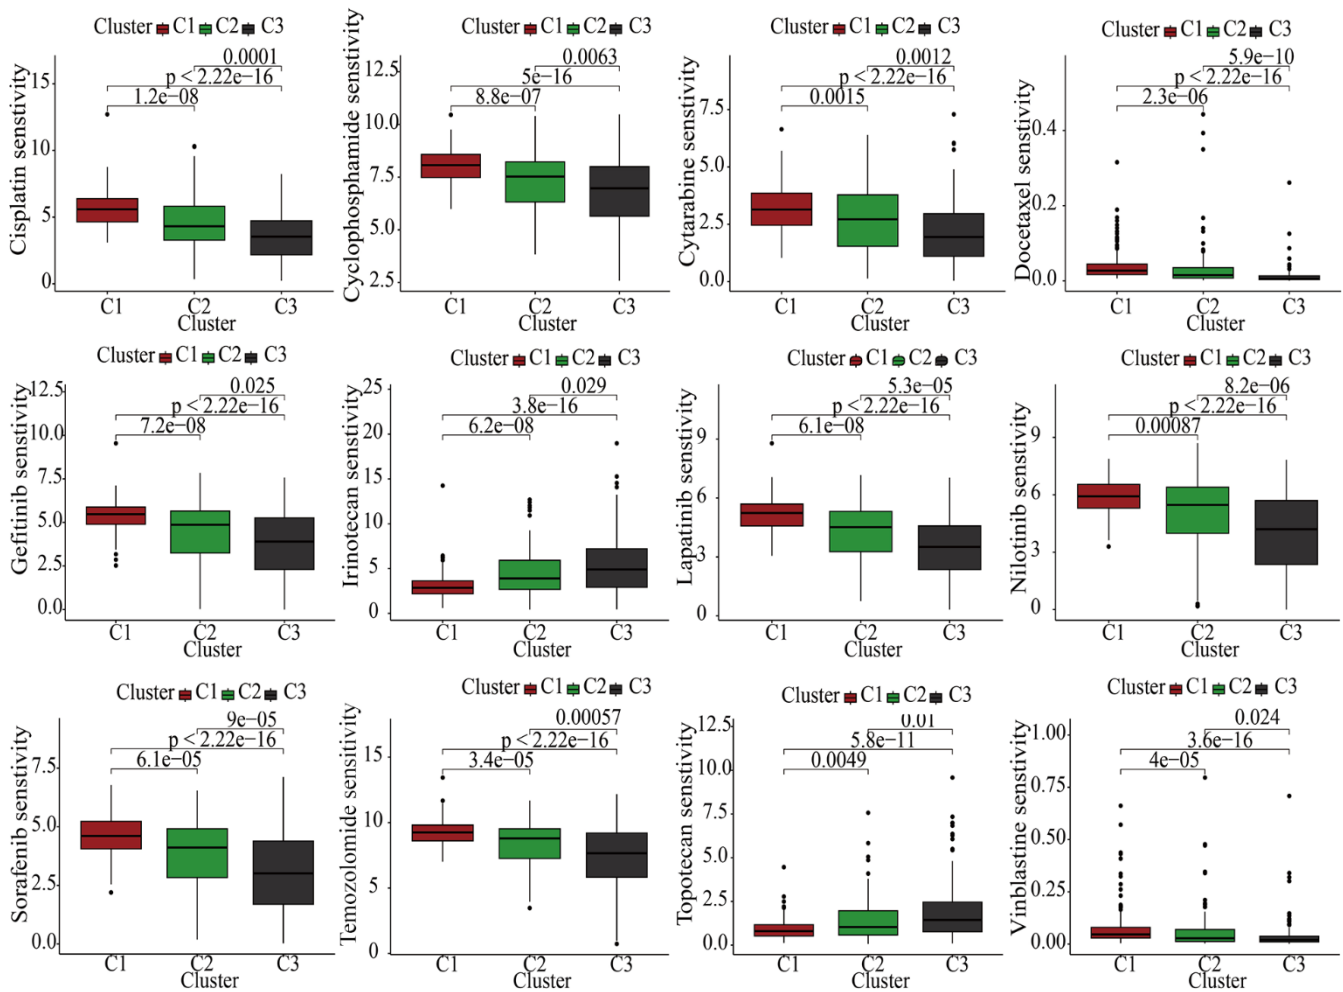 Cluster C1 C2 C3
0.0001
p < 2.22e−16
1.2e−08
Cisplatin senstivity
15
10
5
0
C1 C2 C3
Cluster
Cluster C1 C2 C3
0.0063
5e−16
8.8e−07
Cyclophosphamide senstivity
12.5
10.0
7.5
5.0
2.5
C1 C2 C3
Cluster
Cluster C1 C2 C3
0.0012
p < 2.22e−16
0.0015
Cytarabine senstivity
7.5
5.0
2.5
0.0
C1 C2 C3
Cluster
Cluster C1 C2 C3
5.9e−10
p < 2.22e−16
2.3e−06
Docetaxel senstivity
0.4
0.2
0.0
C1 C2 C3
Cluster
Cluster C1 C2 C3
0.025
p < 2.22e−16
7.2e−08
Gefitinib senstivity
12.5
10.0
7.5
5.0
2.5
0.0
C1 C2 C3
Cluster
Cluster C1 C2 C3
0.029
3.8e−16
6.2e−08
Irinotecan senstivity
25
20
15
10
5
0
C1 C2 C3
Cluster
Cluster C1 C2 C3
5.3e−05
p < 2.22e−16
6.1e−08
Lapatinib senstivity
9
6
3
0
C1 C2 C3
Cluster
Cluster C1 C2 C3
8.2e−06
p < 2.22e−16
0.00087
Nilotinib senstivity
9
6
3
0
C1 C2 C3
Cluster
Cluster C1 C2 C3
9e−05
p < 2.22e−16
6.1e−05
Sorafenib senstivity
7.5
5.0
2.5
0.0
C1 C2 C3
Cluster
Cluster C1 C2 C3
0.00057
p < 2.22e−16
3.4e−05
Temozolomide senstivity
15
10
5
0
C1 C2 C3
Cluster
Cluster C1 C2 C3
0.01
5.8e−11
0.0049
Topotecan senstivity
12.5
10.0
7.5
5.0
2.5
0.0
C1 C2 C3
Cluster
Cluster C1 C2 C3
0.024
3.6e−16
4e−05
Vinblastine senstivity
1.00
0.75
0.50
0.25
0.00
C1 C2 C3
Cluster